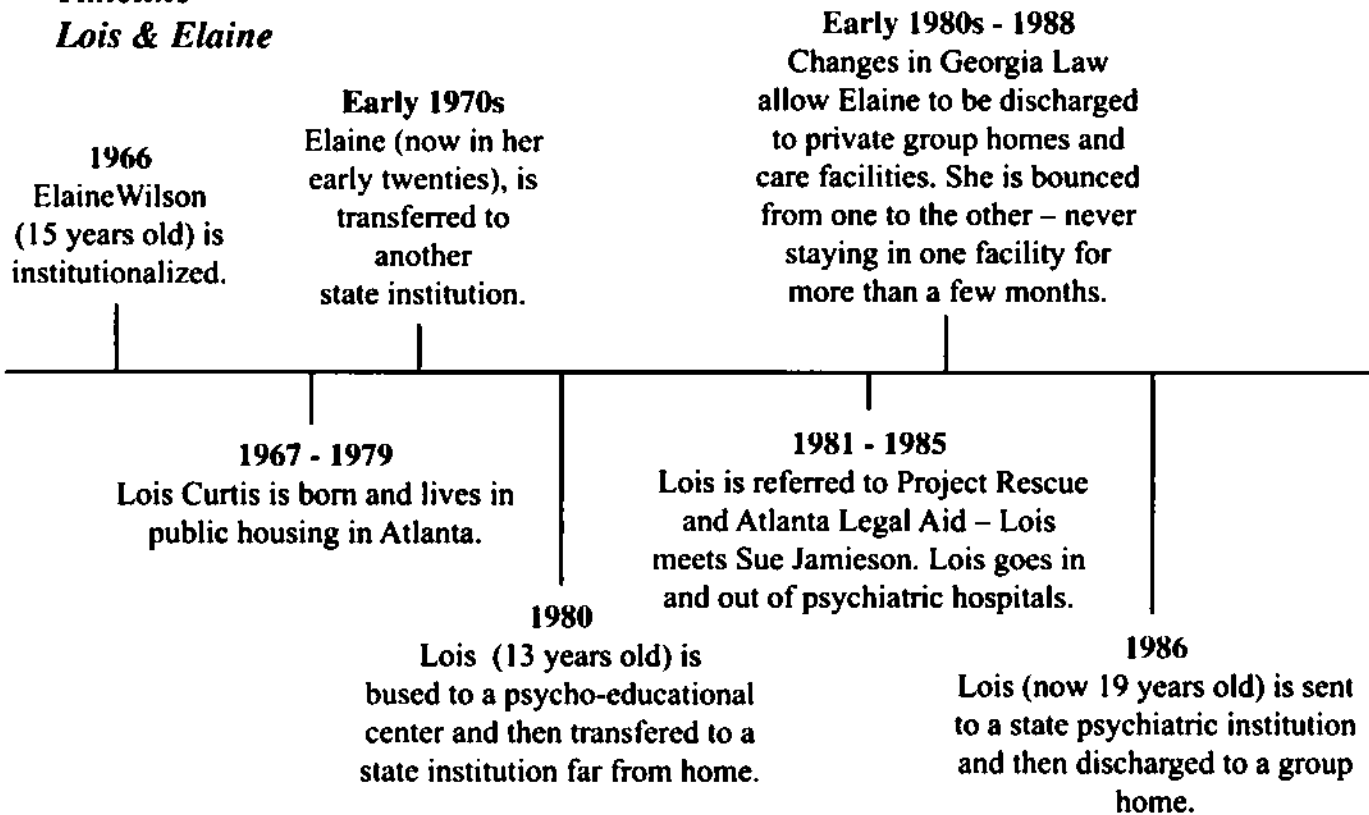 Lois & Elaine
1966
ElaineWilson
(15 years old) is
institutionalized.
Early 1970s
Elaine (now in her
early twenties), is
transferred to
another
state institution.
Early 1980s - 1988
Changes in Georgia Law
allow Elaine to be discharged
to private group homes and
care facilities. She is bounced
from one to the other – never
staying in one facility for
more than a few months.
1967 - 1979
Lois Curtis is born and lives in
public housing in Atlanta.
1980
Lois (13 years old) is
bused to a psycho-educational
center and then transfered to a
state institution far from home.
1981 - 1985
Lois is referred to Project Rescue
and Atlanta Legal Aid – Lois
meets Sue Jamieson. Lois goes in
and out of psychiatric hospitals.
1986
Lois (now 19 years old) is sent
to a state psychiatric institution
and then discharged to a group
home.